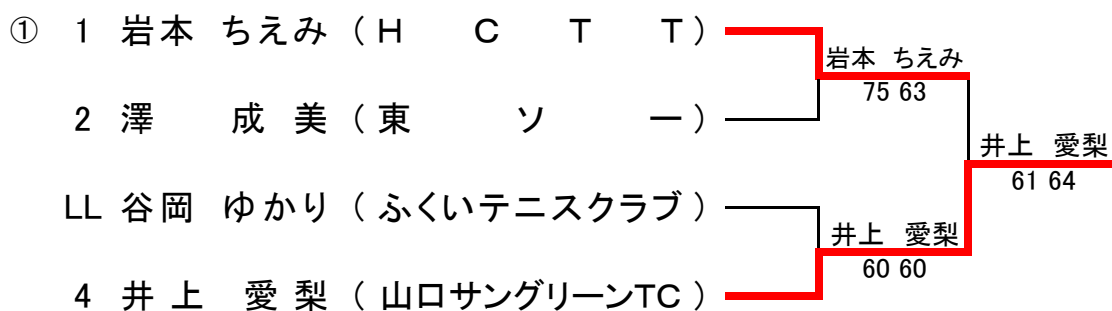 ① 1 岩本 ちえみ ( H C T T )
岩本 ちえみ
75 63
2 澤 成 美 ( 東 ソ ー )
井上 愛梨
61 64
LL 谷岡 ゆかり ( ふくいテニスクラブ )
井上 愛梨
60 60
4 井 上 愛 梨 ( 山口サングリーンTC )